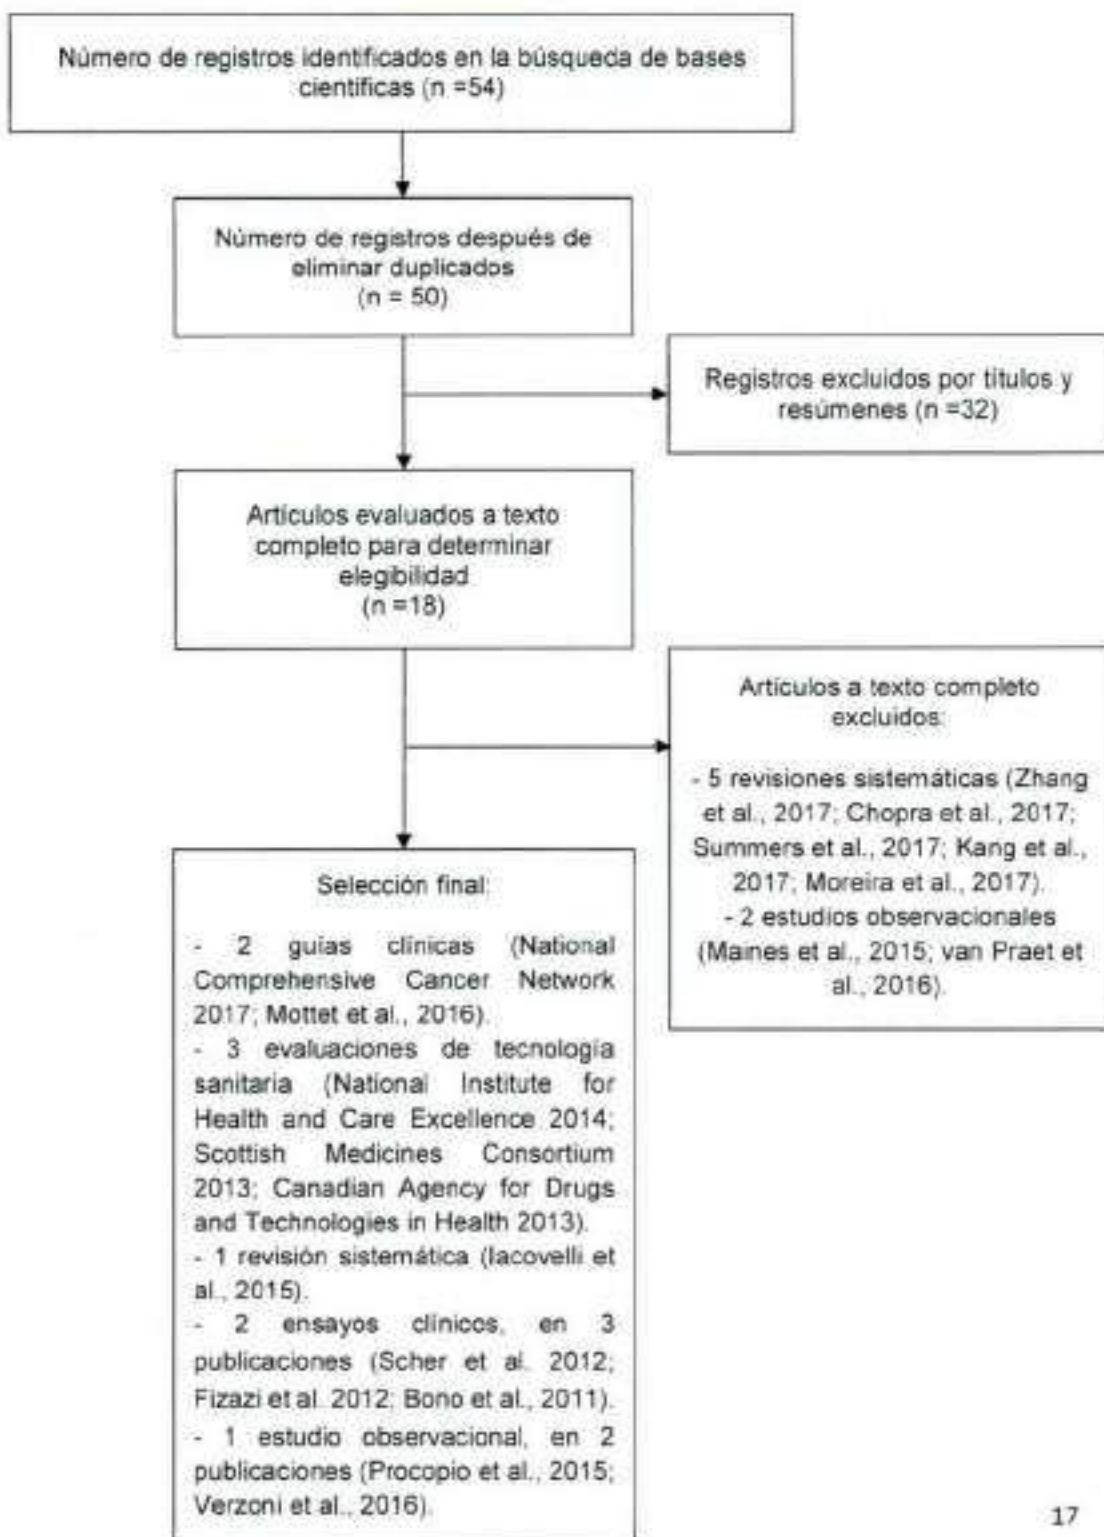 Número de registros identificados en la búsqueda de bases
científicas (n =54)
Número de registros después de
eliminar duplicados
(n = 50)
Registros excluidos por títulos y
resúmenes (n =32)
Artículos evaluados a texto
completo para determinar
elegibilidad
(n =18)
Artículos a texto completo
excluidos:
- 5 revisiones sistemáticas (Zhang
et al., 2017; Chopra et al., 2017;
Summers et al., 2017; Kang et al.,
2017; Moreira et al., 2017).
- 2 estudios observacionales
(Maines et al., 2015; van Praet et
al., 2016).
Selección final:
- 2 guías clínicas (National
Comprehensive Cancer Network
2017; Mottet et al., 2016).
- 3 evaluaciones de tecnología
sanitaria (National Institute for
Health and Care Excellence 2014;
Scottish Medicines Consortium
2013; Canadian Agency for Drugs
and Technologies in Health 2013).
- 1 revisión sistemática (Iacovelli et
al., 2015).
- 2 ensayos clínicos, en 3
publicaciones (Scher et al. 2012;
Fizazi et al. 2012; Bono et al., 2011).
- 1 estudio observacional, en 2
publicaciones (Procopio et al., 2015;
Verzoni et al., 2016).
17